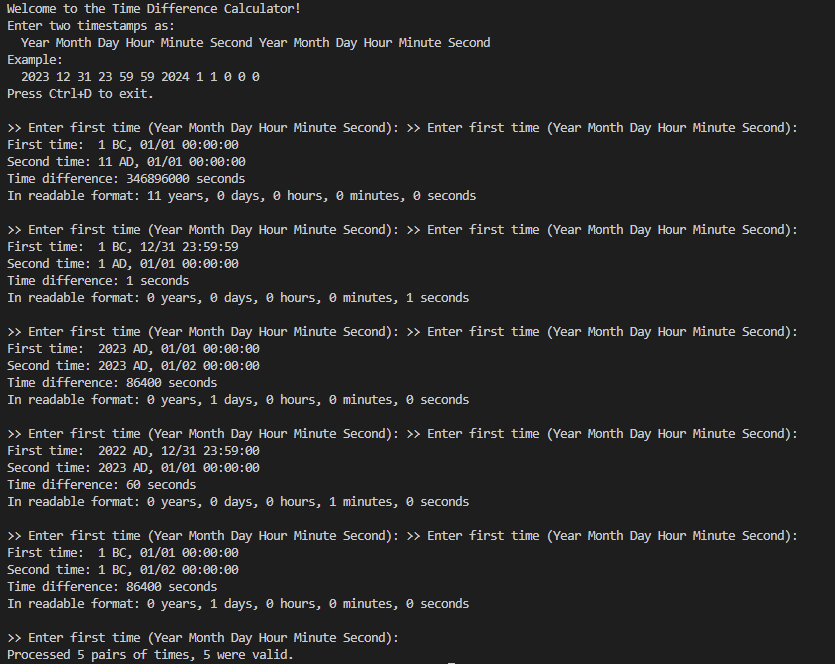 Welcome to the Time Difference Calculator!
Enter two timestamps as:
  Year Month Day Hour Minute Second Year Month Day Hour Minute Second
Example:
  2023 12 31 23 59 59 2024 1 1 0 0 0
Press Ctrl+D to exit.

>> Enter first time (Year Month Day Hour Minute Second): >> Enter first time (Year Month Day Hour Minute Second):
First time:  1 BC, 01/01 00:00:00
Second time: 11 AD, 01/01 00:00:00
Time difference: 346896000 seconds
In readable format: 11 years, 0 days, 0 hours, 0 minutes, 0 seconds

>> Enter first time (Year Month Day Hour Minute Second): >> Enter first time (Year Month Day Hour Minute Second):
First time:  1 BC, 12/31 23:59:59
Second time: 1 AD, 01/01 00:00:00
Time difference: 1 seconds
In readable format: 0 years, 0 days, 0 hours, 0 minutes, 1 seconds

>> Enter first time (Year Month Day Hour Minute Second): >> Enter first time (Year Month Day Hour Minute Second):
First time:  2023 AD, 01/01 00:00:00
Second time: 2023 AD, 01/02 00:00:00
Time difference: 86400 seconds
In readable format: 0 years, 1 days, 0 hours, 0 minutes, 0 seconds

>> Enter first time (Year Month Day Hour Minute Second): >> Enter first time (Year Month Day Hour Minute Second):
First time:  2022 AD, 12/31 23:59:00
Second time: 2023 AD, 01/01 00:00:00
Time difference: 60 seconds
In readable format: 0 years, 0 days, 0 hours, 1 minutes, 0 seconds

>> Enter first time (Year Month Day Hour Minute Second): >> Enter first time (Year Month Day Hour Minute Second):
First time:  1 BC, 01/01 00:00:00
Second time: 1 BC, 01/02 00:00:00
Time difference: 86400 seconds
In readable format: 0 years, 1 days, 0 hours, 0 minutes, 0 seconds

>> Enter first time (Year Month Day Hour Minute Second):
Processed 5 pairs of times, 5 were valid.